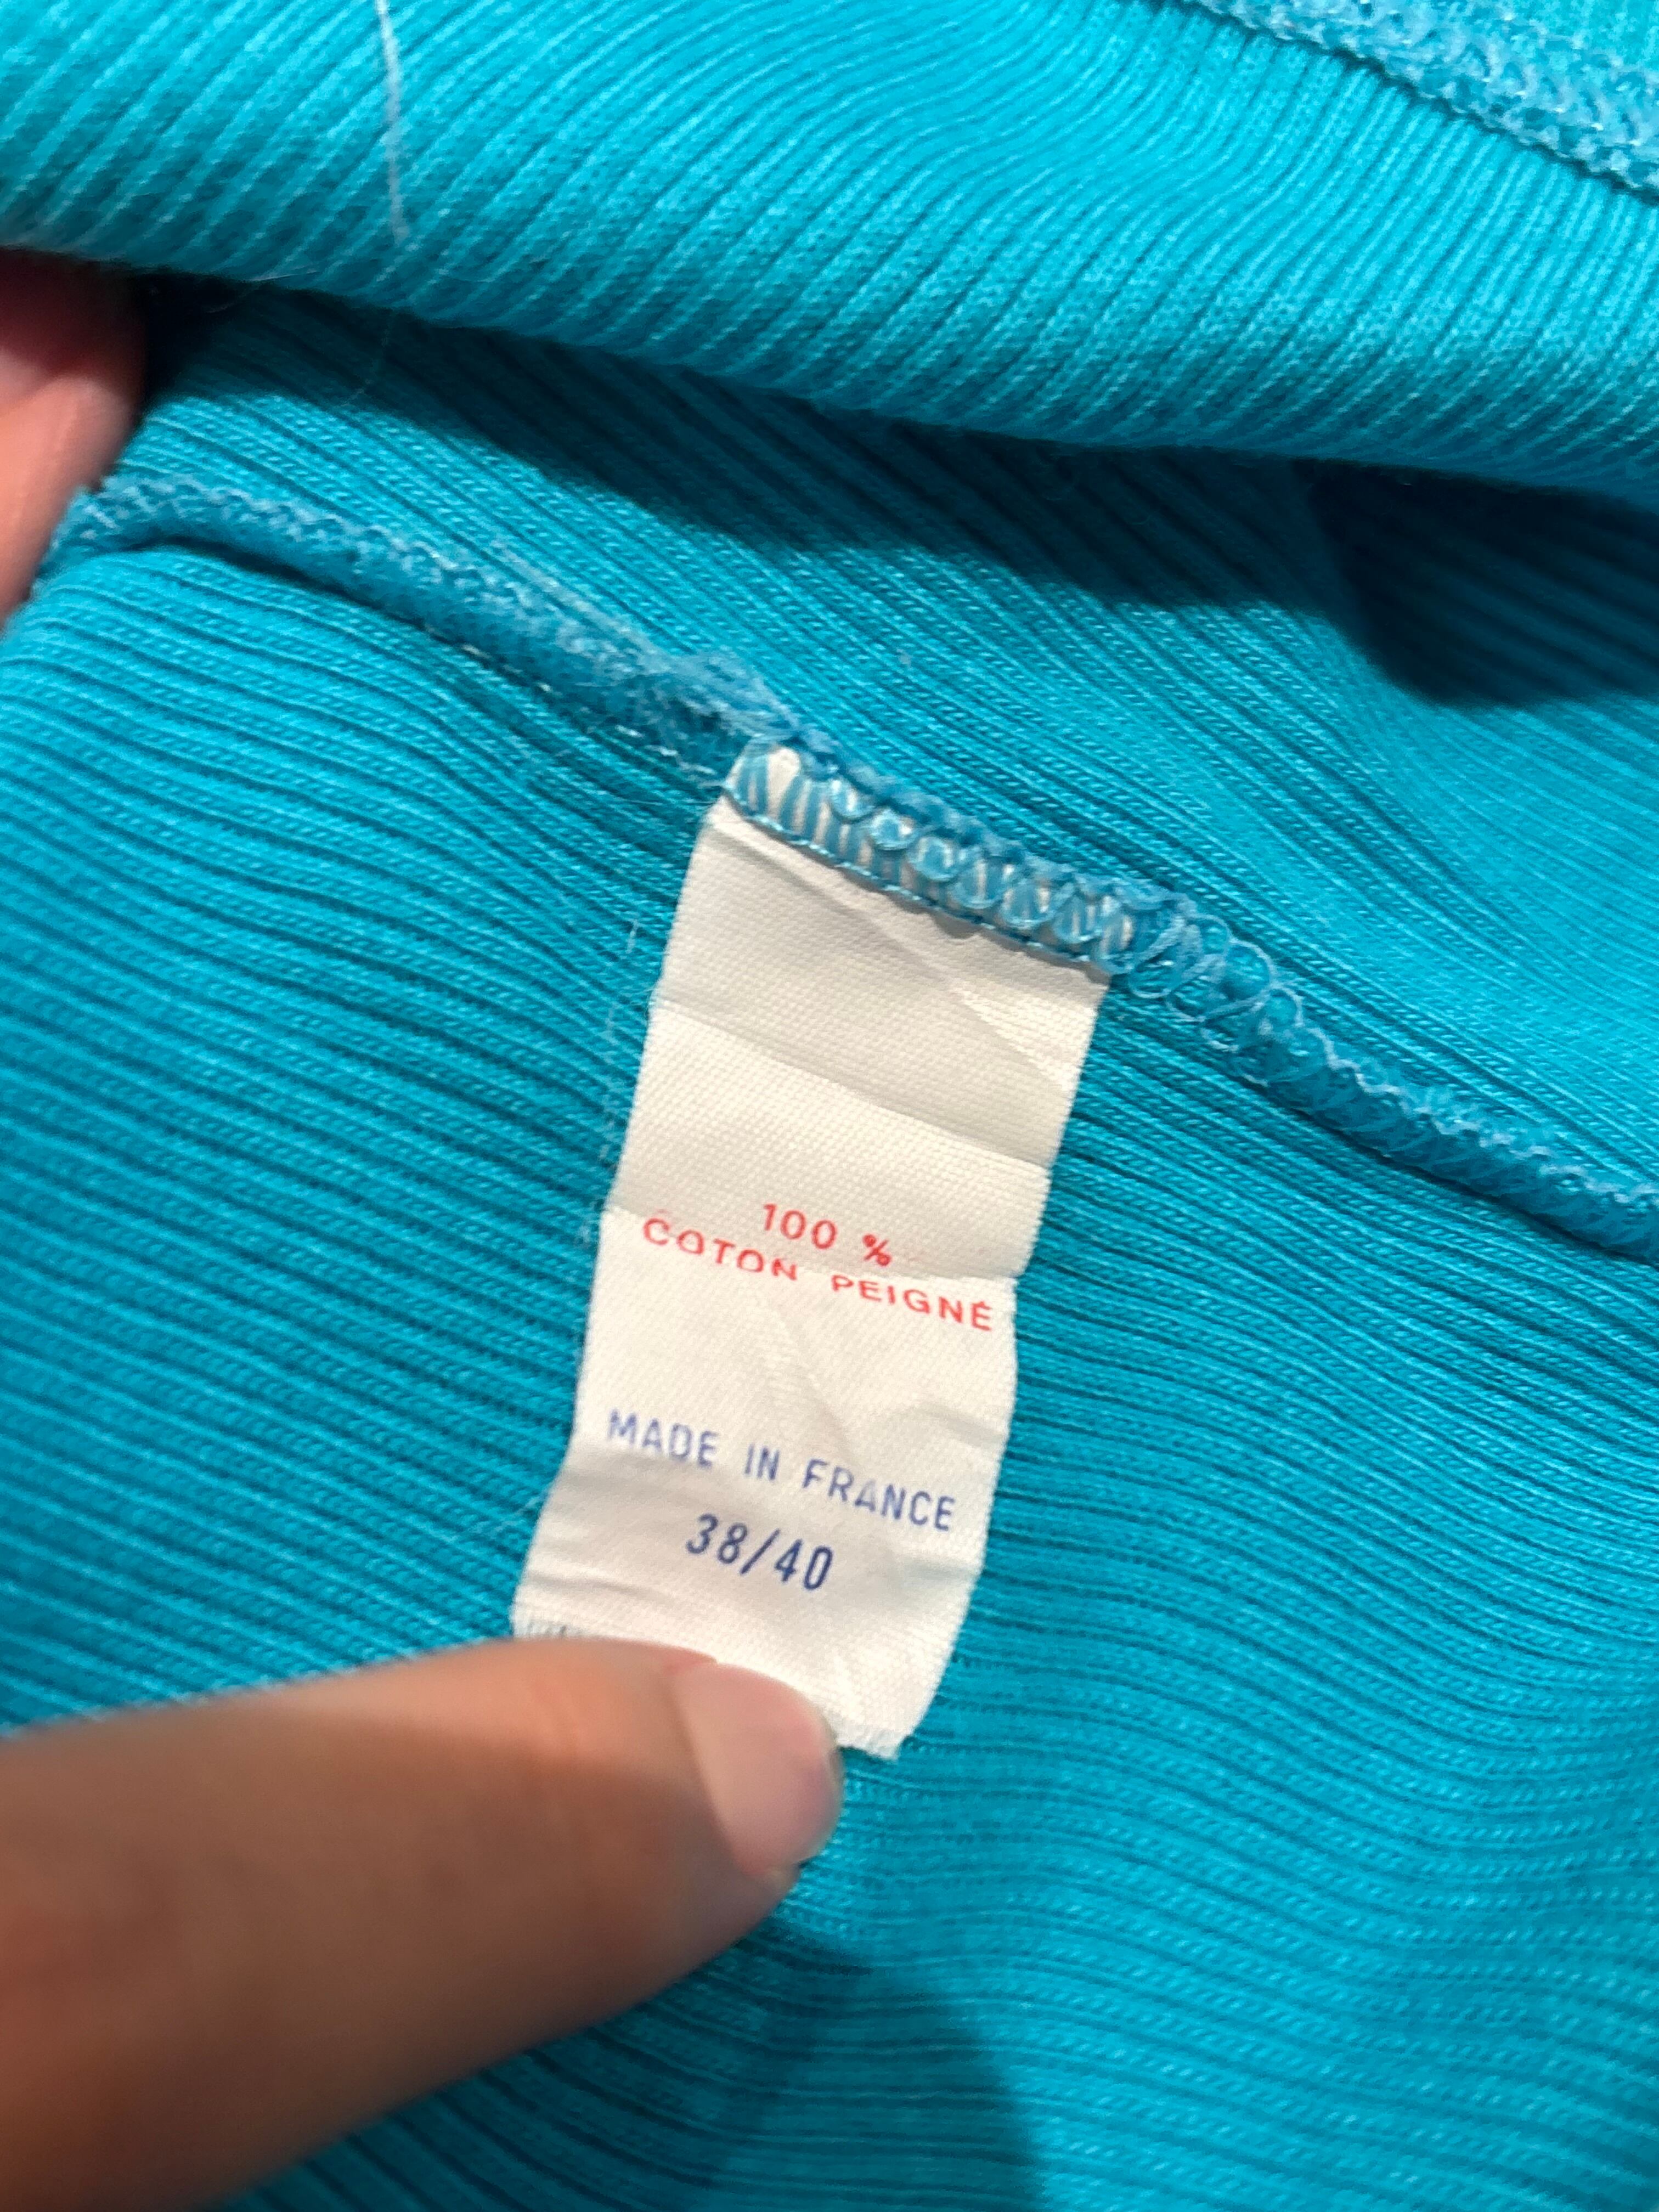 100 %
COTON PEIGNÉ
MADE IN FRANCE
38/40